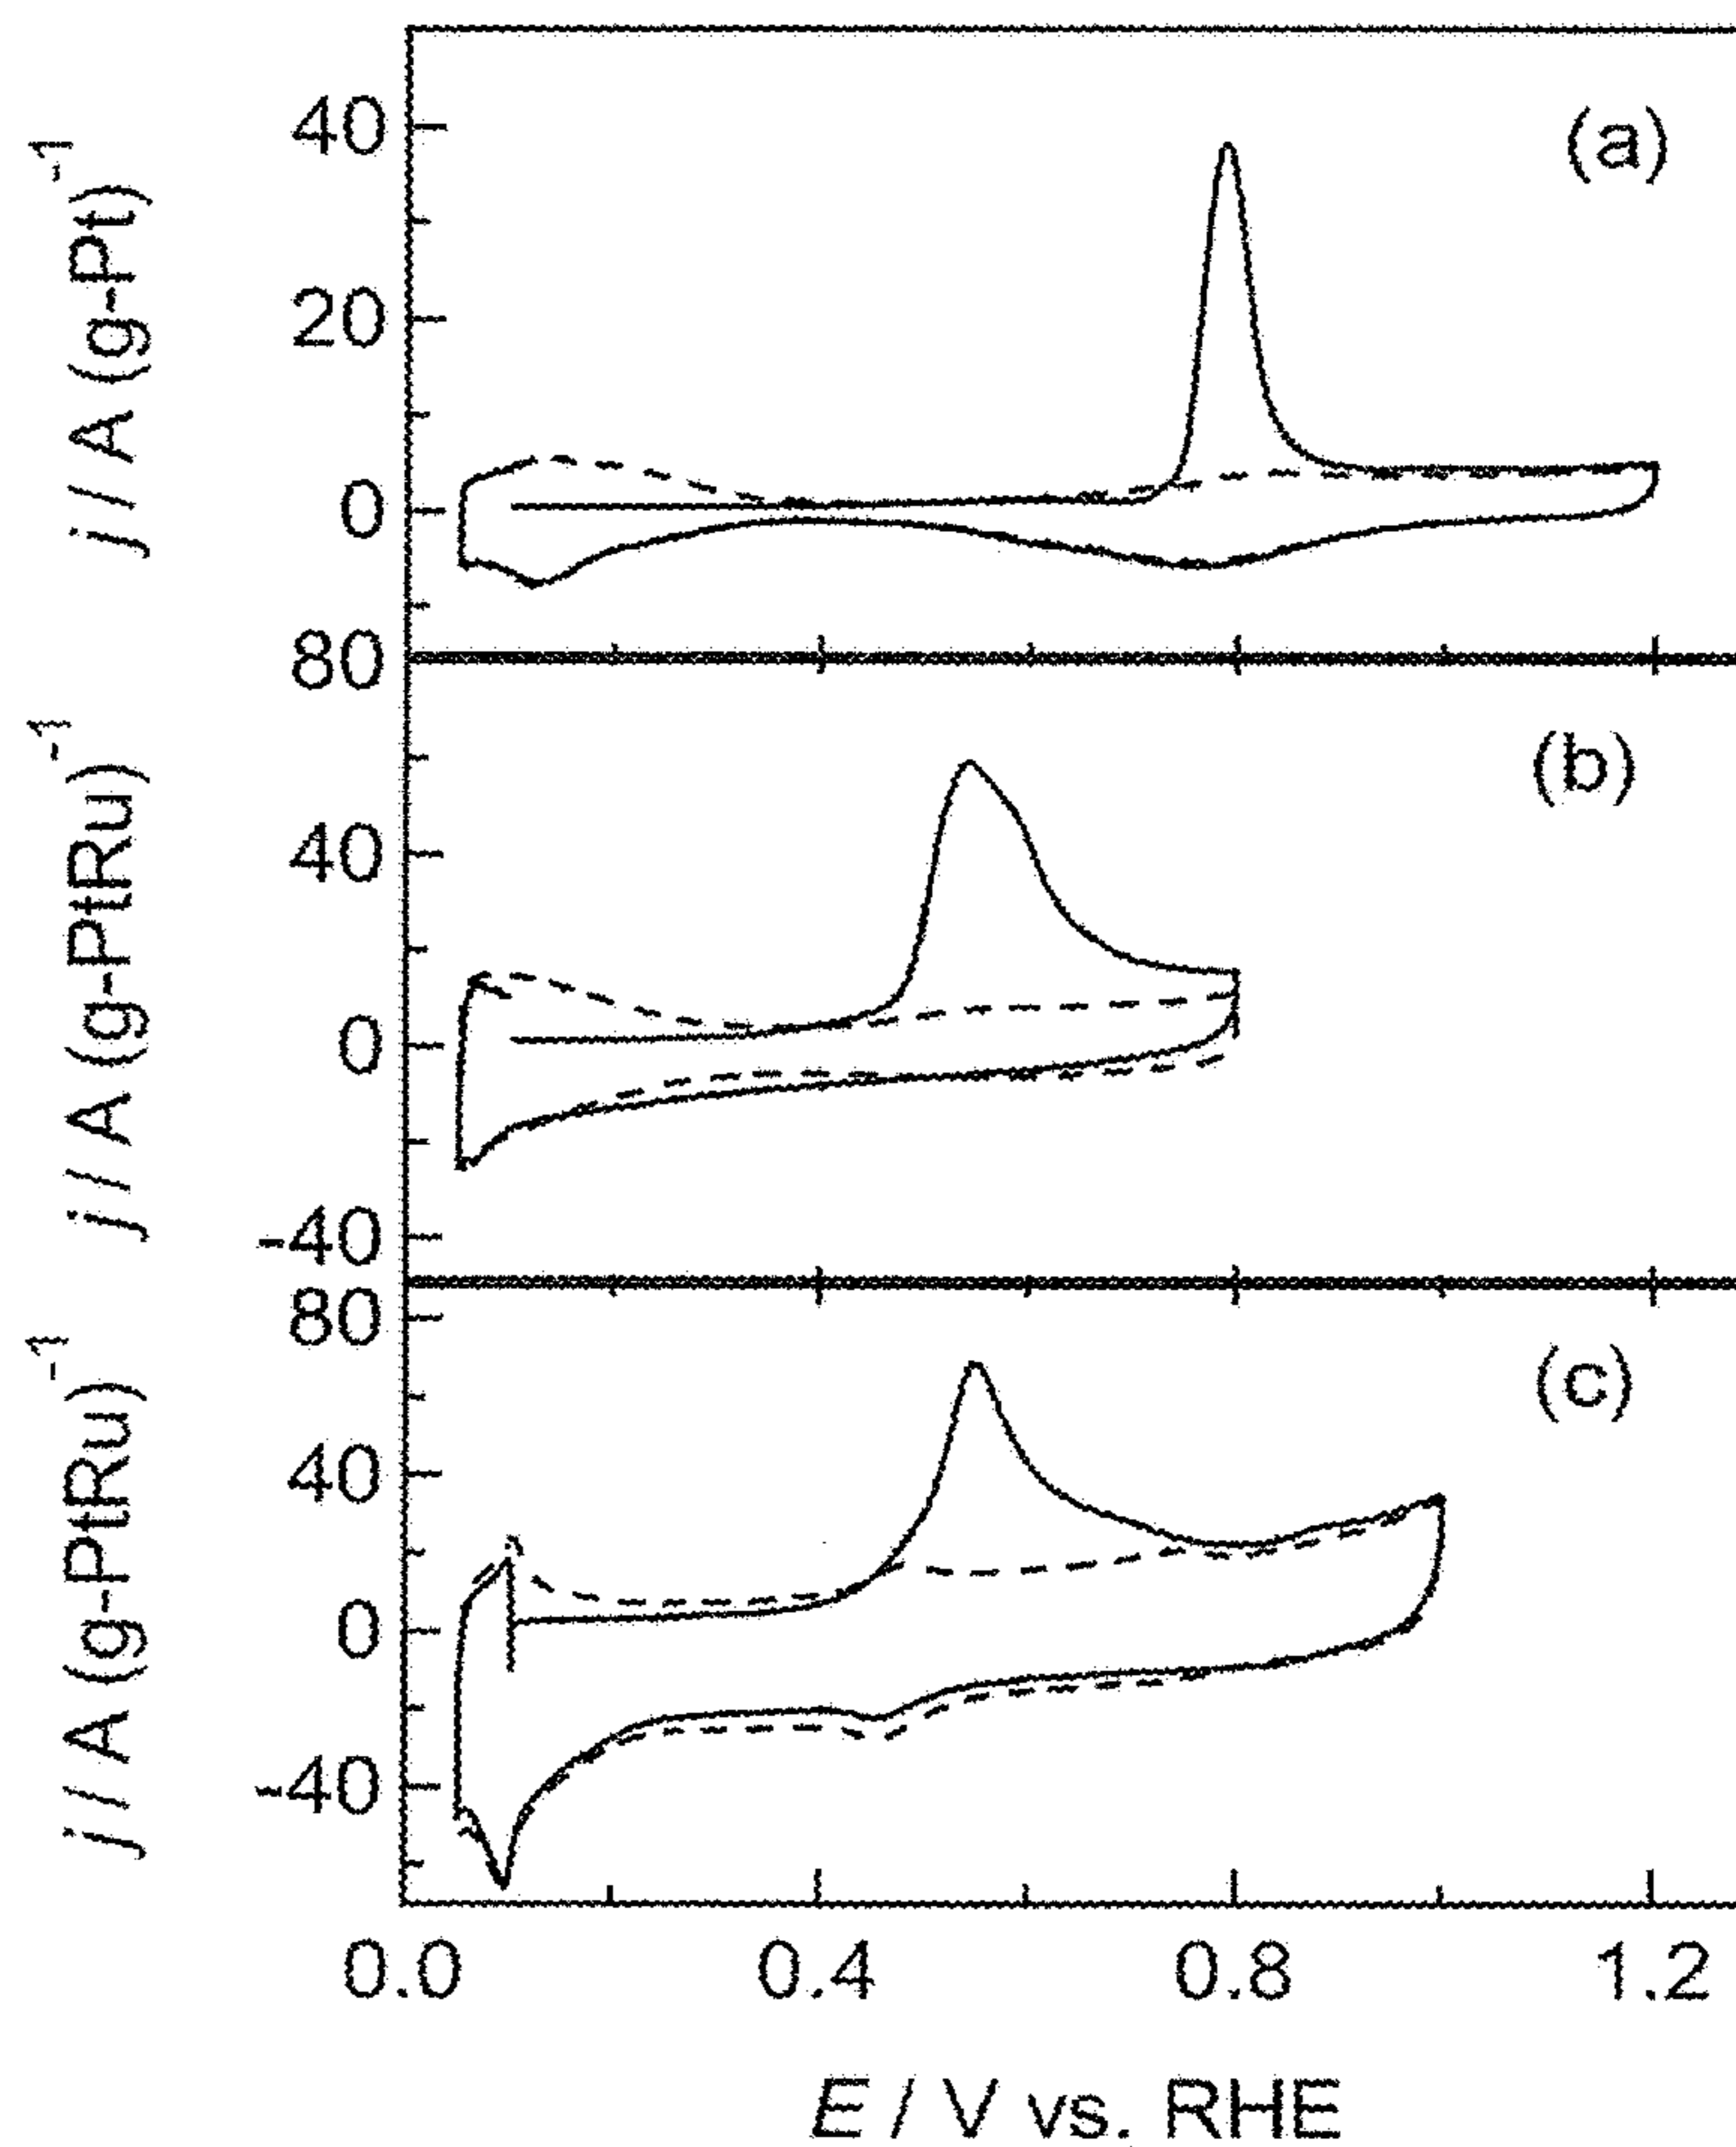 (a)
40
20
0
j // A (g-Pt)⁻¹
(b)
80
40
0
-40
j // A (g-PtRu)⁻¹
(c)
80
40
0
-40
j // A (g-PtRu)⁻¹
0.0 0.4 0.8 1.2
E / V vs. RHE